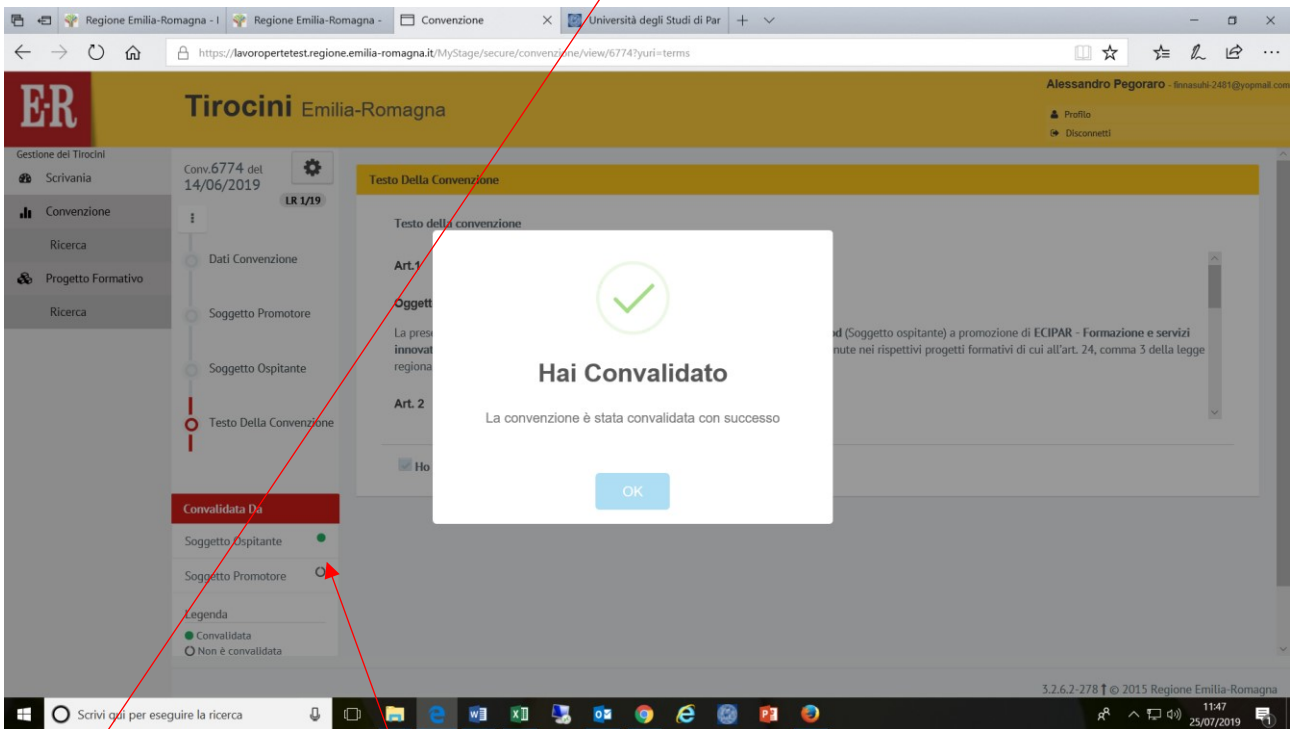 Regione Emilia-Romagna - I
Regione Emilia-Romagna -
Convenzione
Università degli Studi di Par
https://lavoropertetest.regione.emilia-romagna.it/MyStage/secure/convenzione/view/6774?yuri=terms
E·R
Tirocini Emilia-Romagna
Alessandro Pegoraro - finnasuhi-2481@yopmail.com
Profilo
Disconnetti
Gestione dei Tirocini
Scrivania
Convenzione
Ricerca
Progetto Formativo
Ricerca
Conv.6774 del
14/06/2019
LR 1/19
Dati Convenzione
Soggetto Promotore
Soggetto Ospitante
Testo Della Convenzione
Convalidata Da
Soggetto Ospitante
Soggetto Promotore
Legenda
Convalidata
Non è convalidata
Testo Della Convenzione
Testo della convenzione
Art.1
Oggett
La prese
(Soggetto ospitante) a promozione di ECIPAR - Formazione e servizi
innovat
nute nei rispettivi progetti formativi di cui all'art. 24, comma 3 della legge
regiona
Art. 2
Ho
Hai Convalidato
La convenzione è stata convalidata con successo
OK
3.2.6.2-278 © 2015 Regione Emilia-Romagna
Scrivi qui per eseguire la ricerca
11:47
25/07/2019